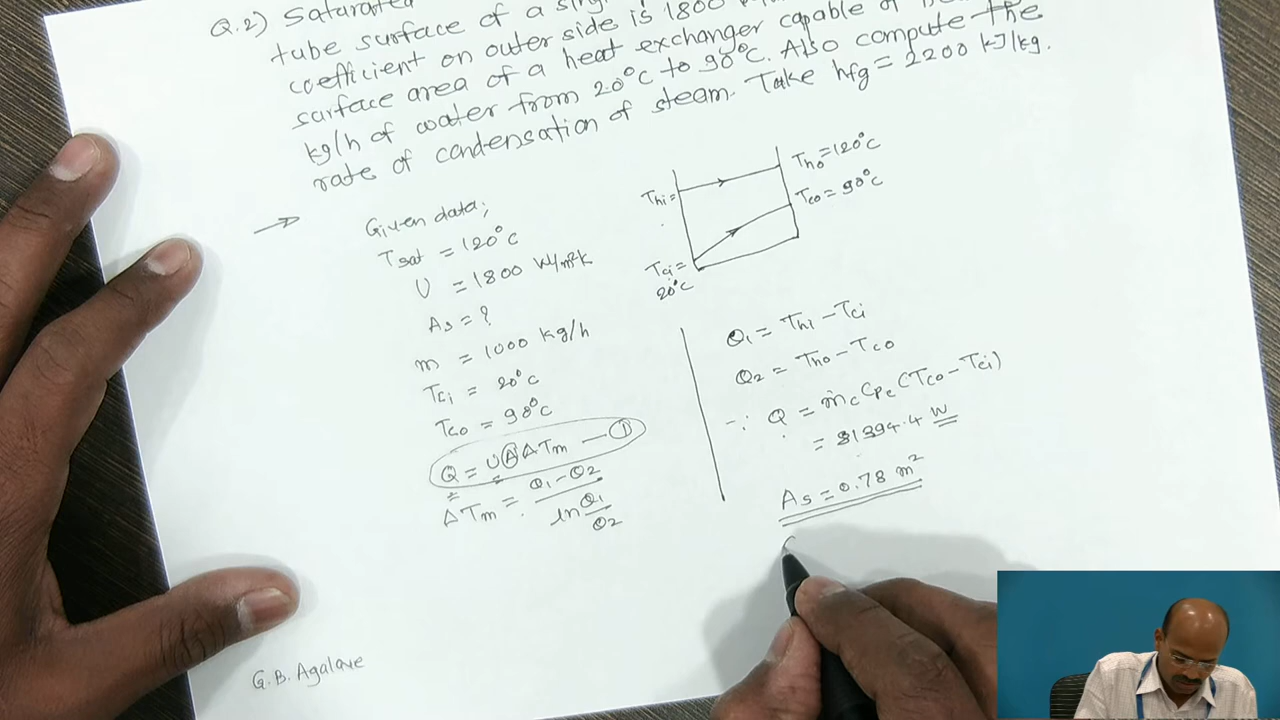 Q.2) Saturated
tube surface of a
coefficient on outer side is 1800
surface area of a heat exchanger capable of
kg/h of water from 20°C to 90°C. Also compute the
rate of condensation of steam. Take hfg = 2200 kJ/kg.
Given data;
Tsat = 120°C
U = 1800 W/m²K
As = ?
m = 1000 kg/h
Tci = 20°C
Tco = 90°C
Q = UAΔTm — ①
ΔTm = θ1 - θ2 / ln θ1/θ2
Thi =
Tho = 120°C
Tco = 90°C
Tci =
20°C
θ1 = Thi - Tci
θ2 = Tho - Tco
∴ Q = ṁc Cpc (Tco - Tci)
= 81394.4 W
As = 0.78 m²
G.B. Agalave